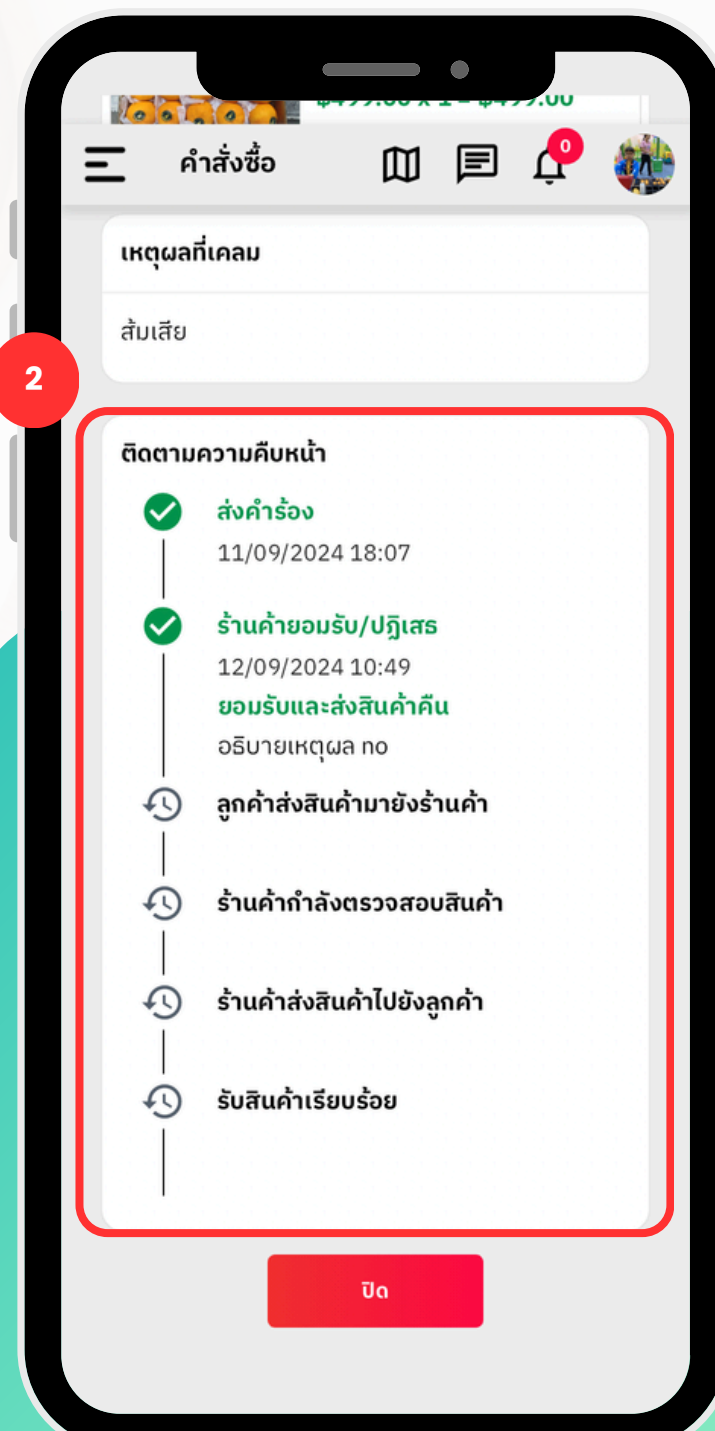 คำสั่งซื้อ
0
เหตุผลที่เคลม
ส้มเสีย
2
ติดตามความคืบหน้า
ส่งคำร้อง
11/09/2024 18:07
ร้านค้ายอมรับ/ปฏิเสธ
12/09/2024 10:49
ยอมรับและส่งสินค้าคืน
อธิบายเหตุผล no
ลูกค้าส่งสินค้ามายังร้านค้า
ร้านค้ากำลังตรวจสอบสินค้า
ร้านค้าส่งสินค้าไปยังลูกค้า
รับสินค้าเรียบร้อย
ปิด